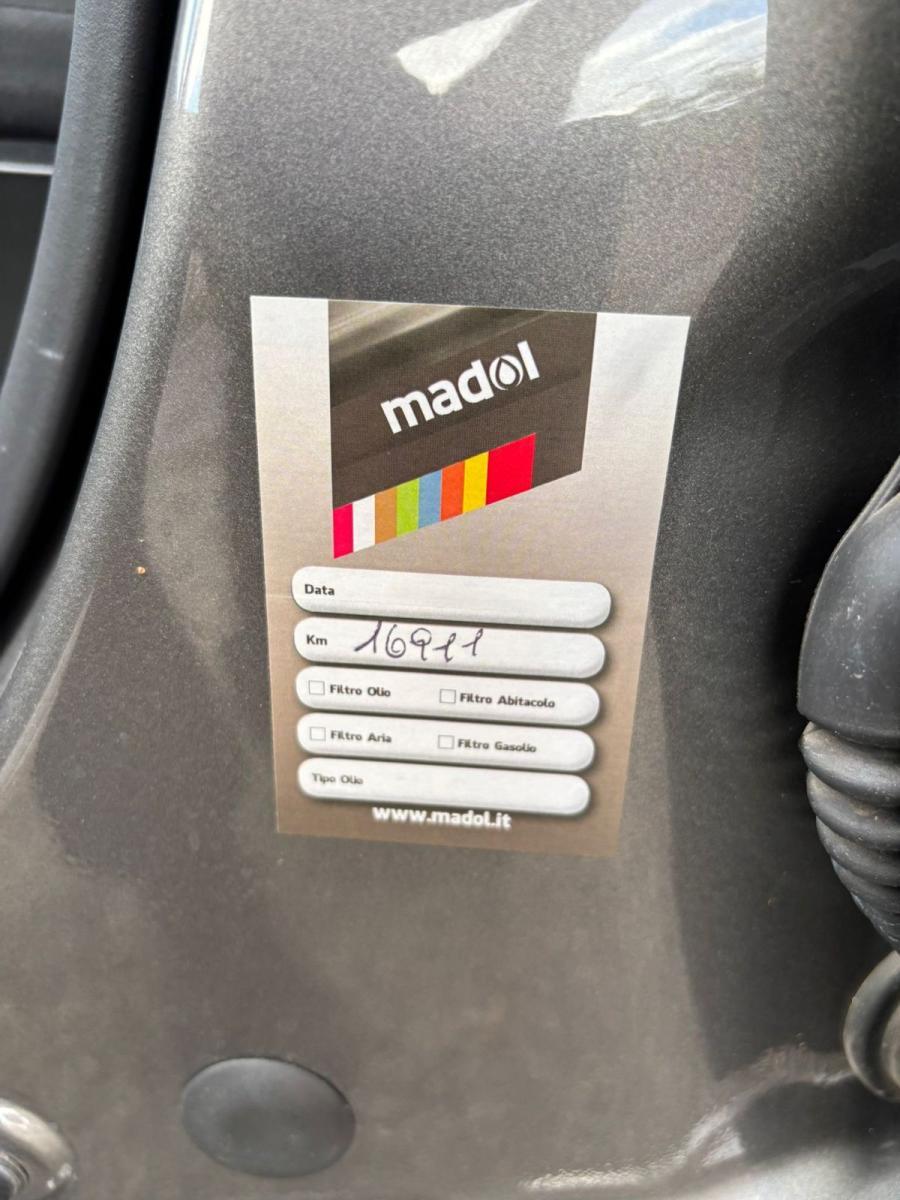 madol
Data
Km 16911
Filtro Olio Filtro Abitacolo
Filtro Aria Filtro Gasolio
Tipo Olio
www.madol.it